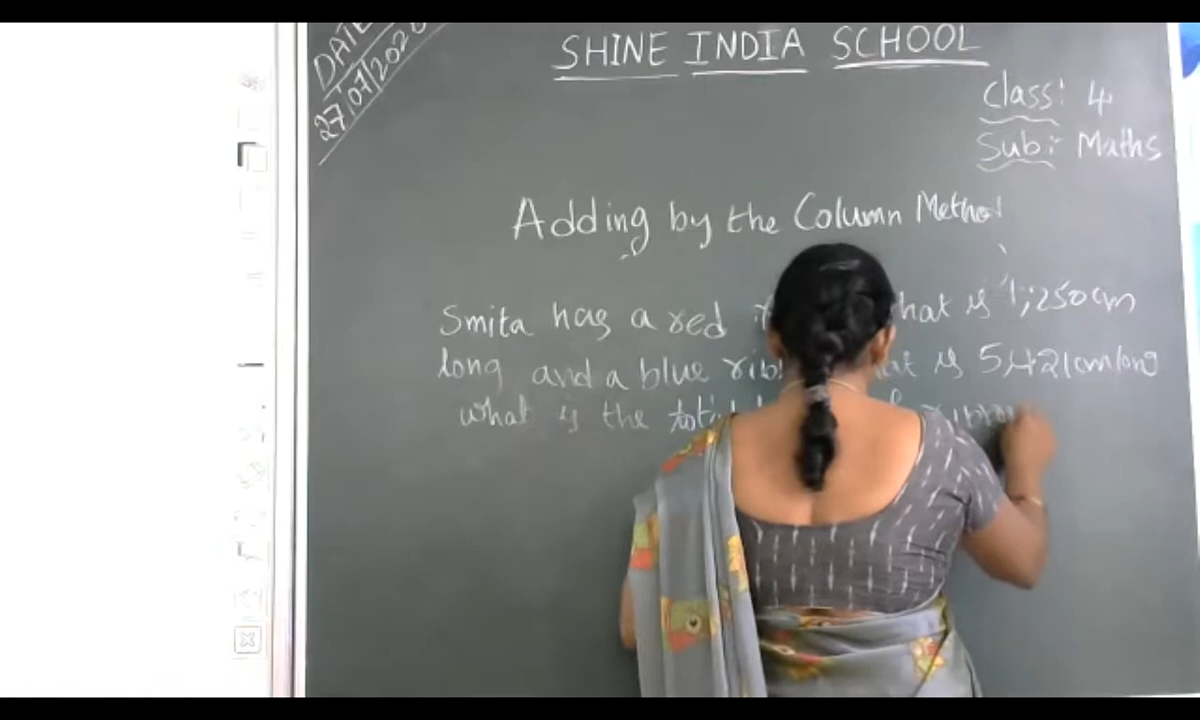 DATE
27/07/2020
SHINE INDIA SCHOOL
Class: 4
Sub:- Maths
Adding by the Column Method
Smita has a red that is 1,250cm
long and a blue is 5,421cm long
what is the